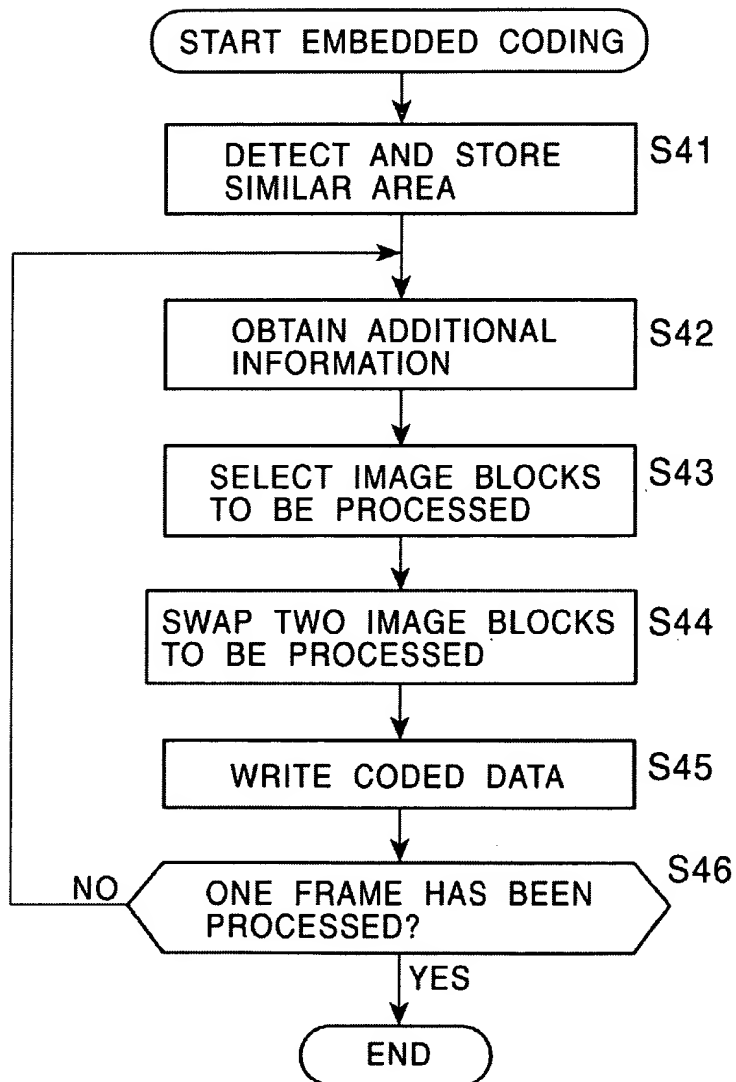 START EMBEDDED CODING
DETECT AND STORE
SIMILAR AREA
S41
OBTAIN ADDITIONAL
INFORMATION
S42
SELECT IMAGE BLOCKS
TO BE PROCESSED
S43
SWAP TWO IMAGE BLOCKS
TO BE PROCESSED
S44
WRITE CODED DATA
S45
ONE FRAME HAS BEEN
PROCESSED?
S46
NO
YES
END